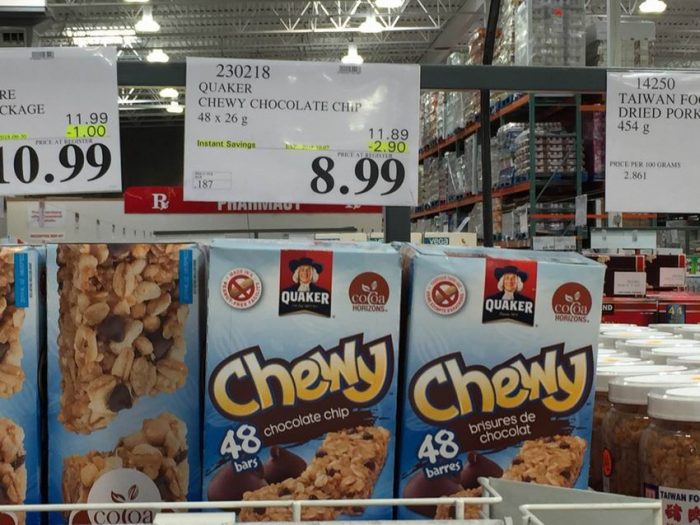 RE
CKAGE
11.99
-1.00
PRICE AT REGISTER
10.99
230218
QUAKER
CHEWY CHOCOLATE CHIP
48 x 26 g
11.89
Instant Savings
-2.90
PRICE AT REGISTER
8.99
.187
14250
TAIWAN FO
DRIED PORK
454 g
PRICE PER 100 GRAMS
2.861
PHARMACY
vega
QUAKER
cocoa
HORIZONS
Chewy
chocolate chip
48
bars
QUAKER
cocoa
HORIZONS
Chewy
brisures de
chocolat
48
barres
cocoa
TAIWAN FO